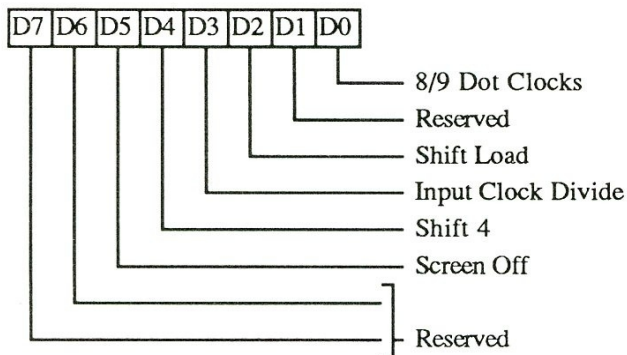 D7 D6 D5 D4 D3 D2 D1 D0
8/9 Dot Clocks
Reserved
Shift Load
Input Clock Divide
Shift 4
Screen Off
Reserved